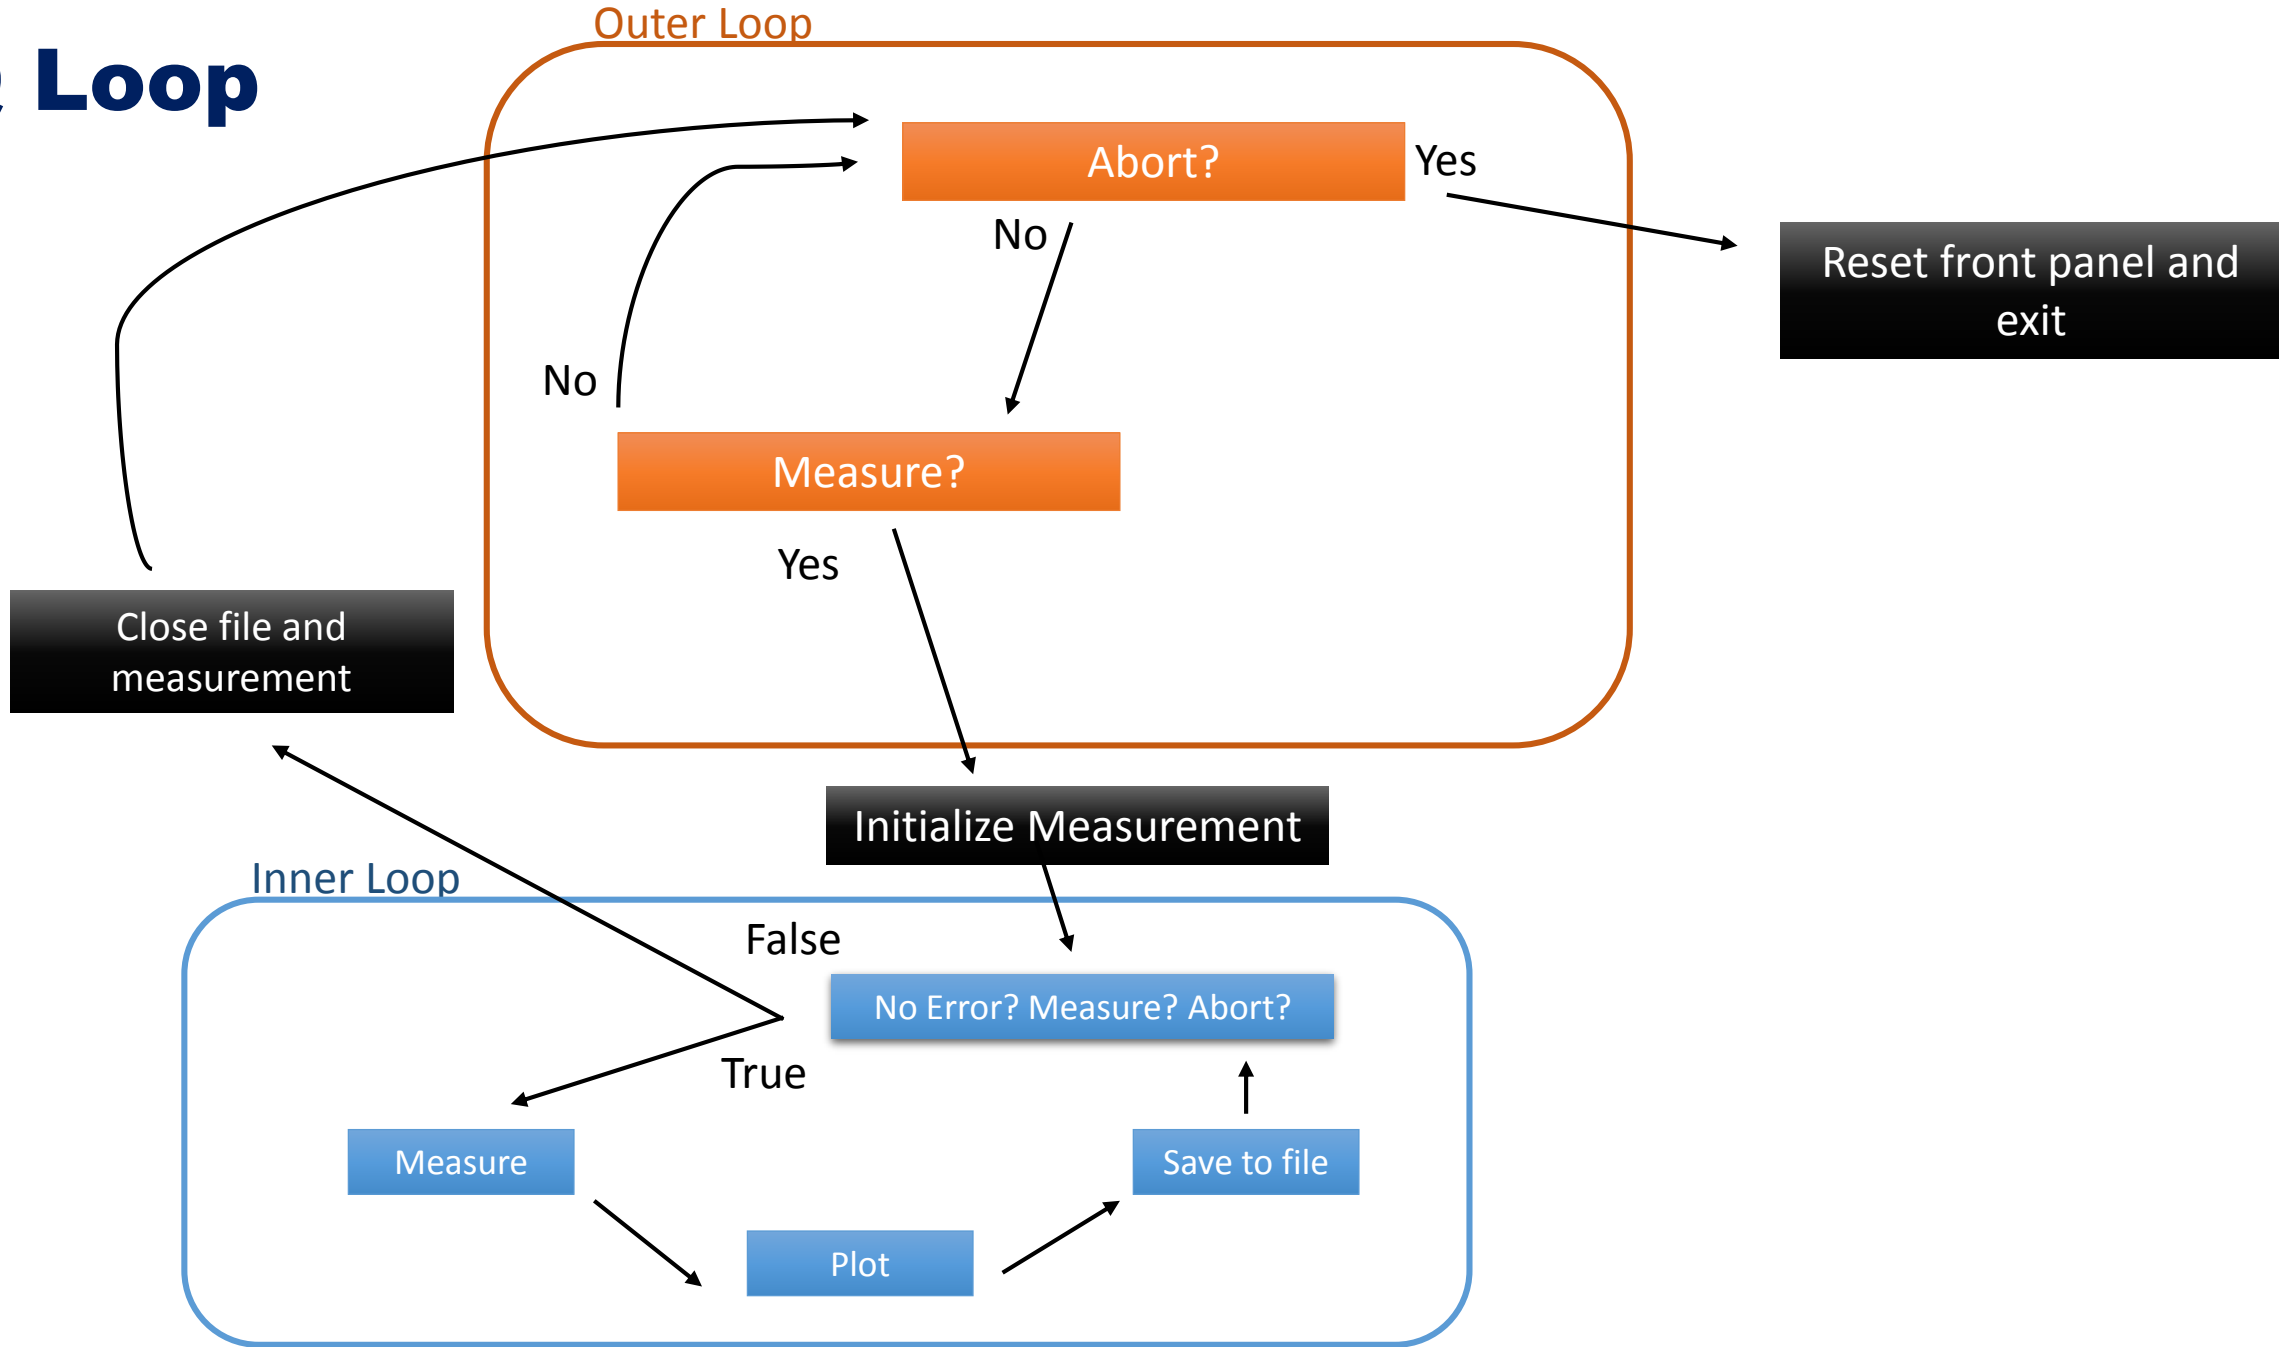 Loop
Outer Loop
Abort?
Yes
No
Reset front panel and
exit
No
Measure?
Yes
Close file and
measurement
Initialize Measurement
Inner Loop
False
No Error? Measure? Abort?
True
Measure
Save to file
Plot